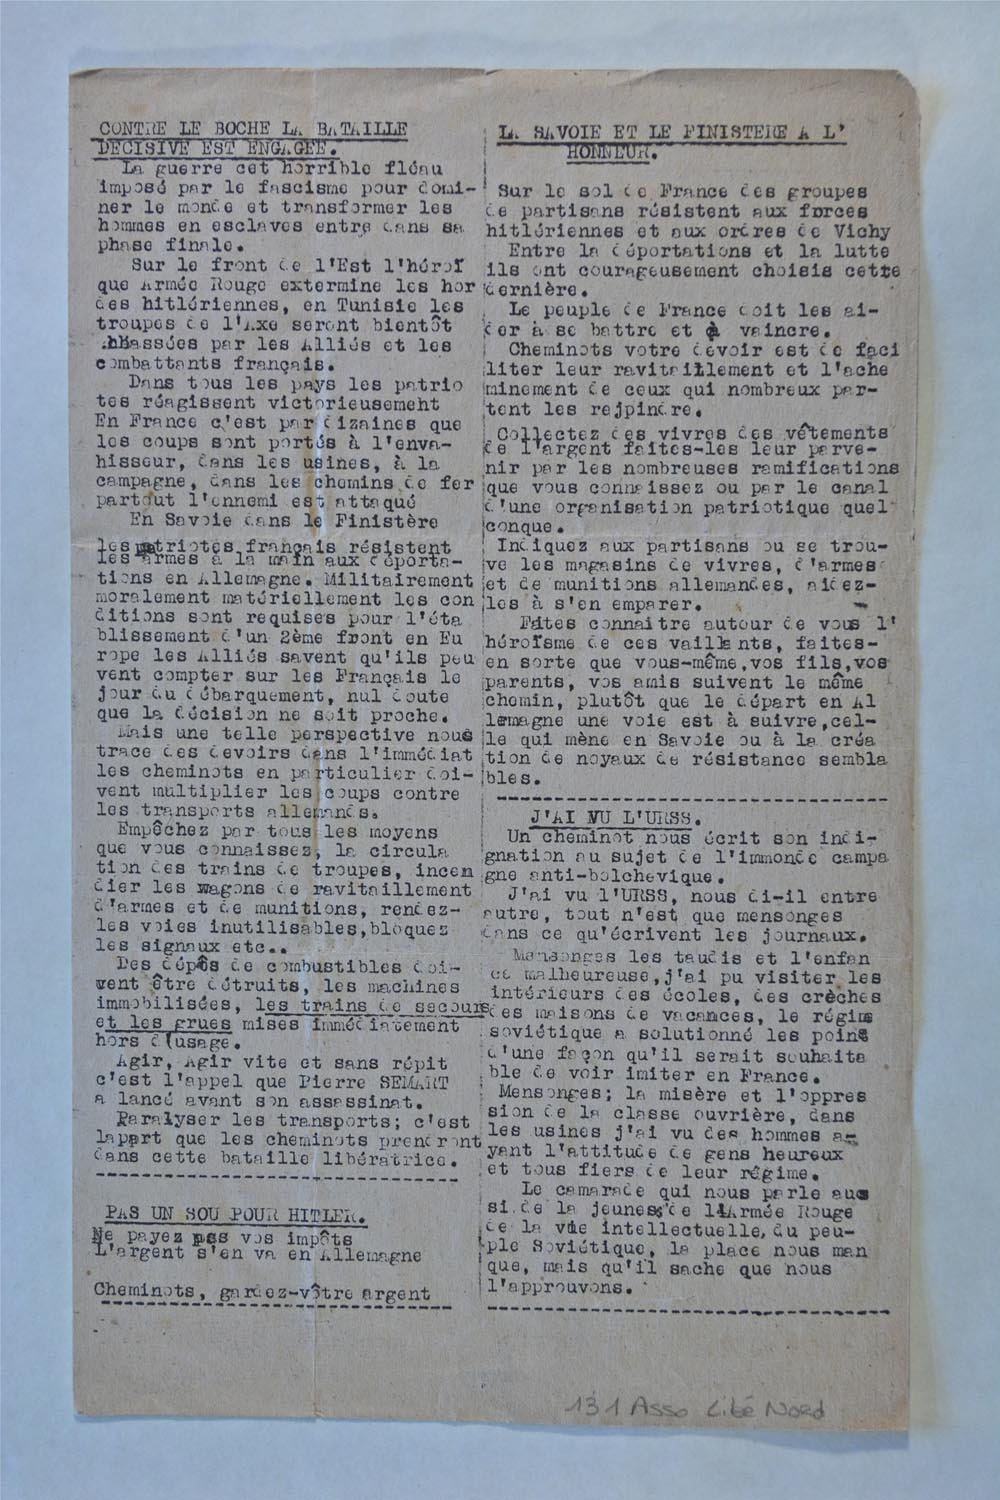 CONTRE LE BOCHE LA BATAILLE
DECISIVE EST ENGAGEE.
La guerre cet horrible fléau
imposé par le fascisme pour domi-
ner le monde et transformer les
hommes en esclaves entre dans sa
phase finale.
Sur le front de l'Est l'héroï
que Armée Rouge extermine les hor
des hitlériennes, en Tunisie les
troupes de l'Axe seront bientôt
chassées par les Alliés et les
combattants français.
Dans tous les pays les patrio
tes réagissent victorieusement
En France c'est par dizaines que
les coups sont portés à l'enva-
hisseur, dans les usines, à la
campagne, dans les chemins de fer
partout l'ennemi est attaqué
En Savoie dans le Finistère
les patriotes français résistent
les armes à la main aux déporta-
tions en Allemagne. Militairement
moralement matériellement les con
ditions sont requises pour l'éta
blissement d'un 2ème front en Eu
rope les Alliés savent qu'ils peu
vent compter sur les Français le
jour du débarquement, nul doute
que la décision ne soit proche.
Mais une telle perspective nous
trace des devoirs dans l'immédiat
les cheminots en particulier doi-
vent multiplier les coups contre
les transports allemands.
Empêchez par tous les moyens
que vous connaissez, la circula
tion des trains de troupes, incen
dier les wagons de ravitaillement
d'armes et de munitions, rendez-
les voies inutilisables,bloquez
les signaux etc..
Des dépôs de combustibles doi-
vent être détruits, les machines
immobilisées, les trains de secours
et les grues mises immédiatement
hors d'usage.
Agir, Agir vite et sans répit
c'est l'appel que Pierre SEMART
a lancé avant son assassinat.
Paralyser les transports; c'est
lapart que les cheminots prendront
dans cette bataille libératrice.
PAS UN SOU POUR HITLER.
Ne payez pas vos impôts
L'argent s'en va en Allemagne
Cheminots, gardez-vôtre argent
LA SAVOIE ET LE FINISTERE A L'
HONNEUR.
Sur le sol de France des groupes
de partisans résistent aux forces
hitlériennes et aux ordres de Vichy
Entre la déportations et la lutte
ils ont courageusement choisis cette
dernière.
Le peuple de France doit les ai-
der à se battre et à vaincre.
Cheminots votre devoir est de faci
liter leur ravitaillement et l'ache
minement de ceux qui nombreux par-
tent les rejpindre.
Collectez des vivres des vêtements
de l'argent faites-les leur parve-
nir par les nombreuses ramifications
que vous connaissez ou par le canal
d'une organisation patriotique quel
conque.
Indiquez aux partisans ou se trou-
ve les magasins de vivres, d'armes
et de munitions allemandes, aidez-
les à s'en emparer.
Faites connaitre autour de vous l'
héroïsme de ces vaillants, faites-
en sorte que vous-même,vos fils,vos
parents, vos amis suivent le même
chemin, plutôt que le départ en Al
lemagne une voie est à suivre,cel-
le qui mène en Savoie ou à la créa
tion de noyaux de résistance sembla
bles.
J'AI VU L'URSS.
Un cheminot nous écrit son indi-
gnation au sujet de l'immonde campa
gne anti-bolchevique.
J'ai vu l'URSS, nous di-il entre
autre, tout n'est que mensonges
dans ce qu'écrivent les journaux.
Mensonges les taudis et l'enfan
ce malheureuse,j'ai pu visiter les
intérieurs des écoles, des crèches
des maisons de vacances, le régime
soviétique a solutionné les poins
d'une façon qu'il serait souhaita
ble de voir imiter en France.
Mensonges; la misère et l'oppres
sion de la classe ouvrière, dans
les usines j'ai vu des hommes a-
yant l'attitude de gens heureux
et tous fiers de leur régime.
Le camarade qui nous parle aus
si.de la jeunesse de l'Armée Rouge
de la vie intellectuelle,du peu-
ple Soviétique, la place nous man
que, mais qu'il sache que nous
l'approuvons.
131 Asso Libé Nord